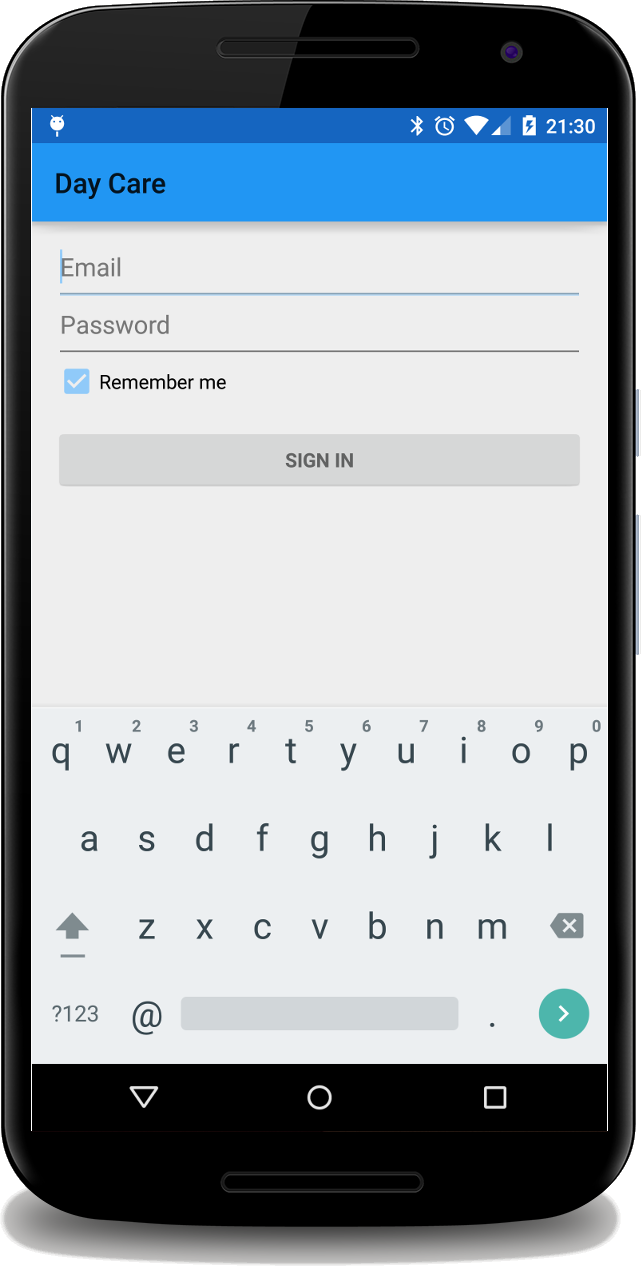 21:30
Day Care
Email
Password
Remember me
SIGN IN
1 2 3 4 5 6 7 8 9 0
q w e r t y u i o p
a s d f g h j k l
z x c v b n m
?123 @ .